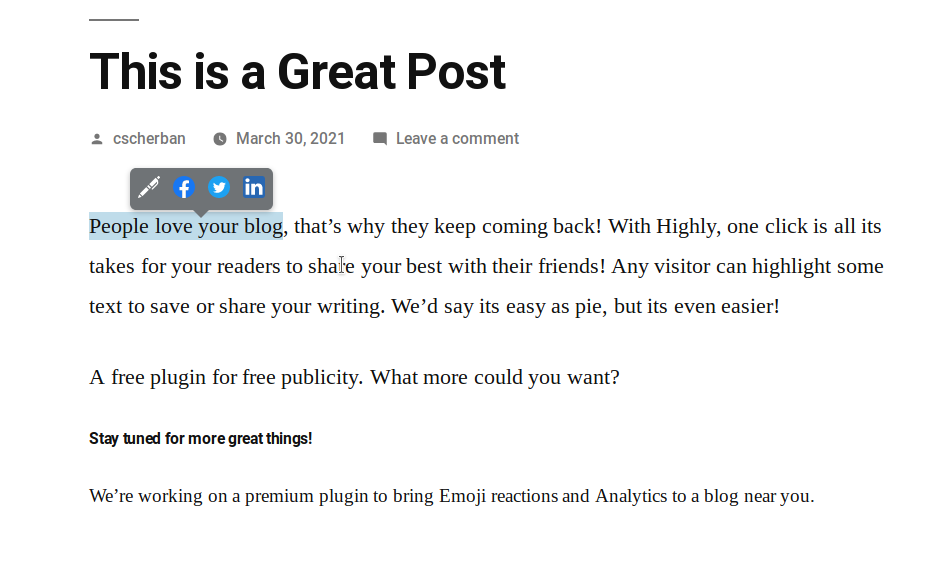 This is a Great Post
cscherban March 30, 2021 Leave a comment
in
People love your blog, that’s why they keep coming back! With Highly, one click is all its
takes for your readers to share your best with their friends! Any visitor can highlight some
text to save or share your writing. We’d say its easy as pie, but its even easier!
A free plugin for free publicity. What more could you want?
Stay tuned for more great things!
We’re working on a premium plugin to bring Emoji reactions and Analytics to a blog near you.